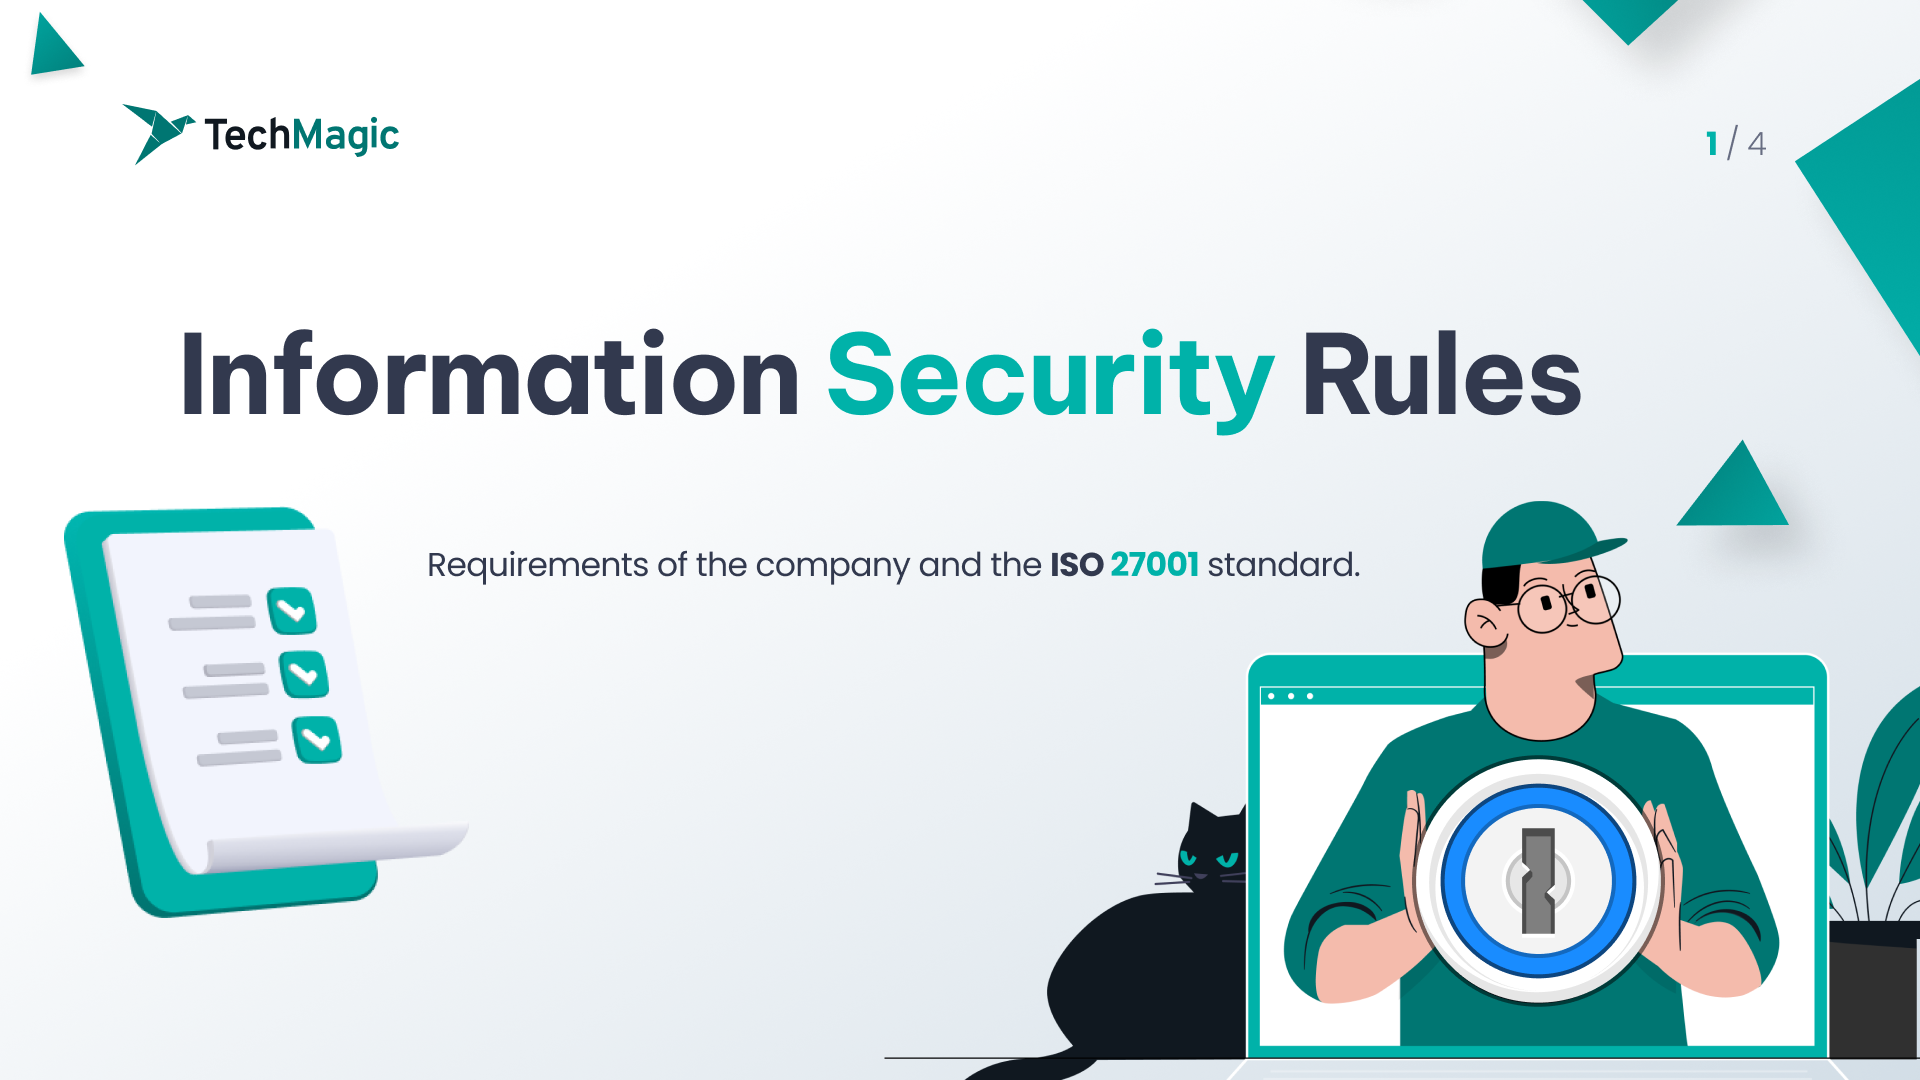 TechMagic
1 / 4
Information Security Rules
Requirements of the company and the ISO 27001 standard.